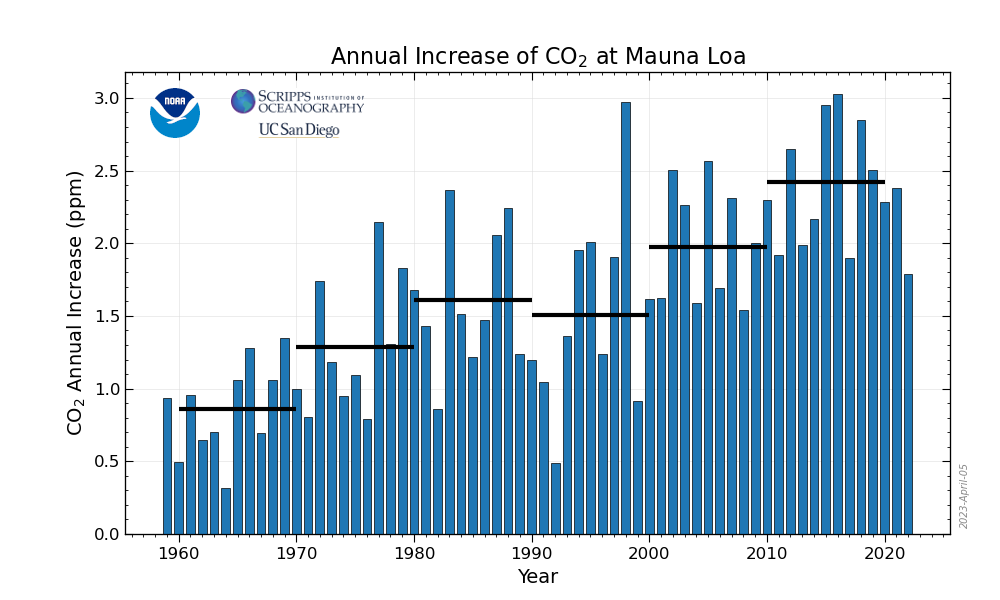 Annual Increase of CO₂ at Mauna Loa
NOAA
SCRIPPS INSTITUTION OF
OCEANOGRAPHY
UC San Diego
CO₂ Annual Increase (ppm)
3.0
2.5
2.0
1.5
1.0
0.5
0.0
1960 1970 1980 1990 2000 2010 2020
Year
2023-April-05